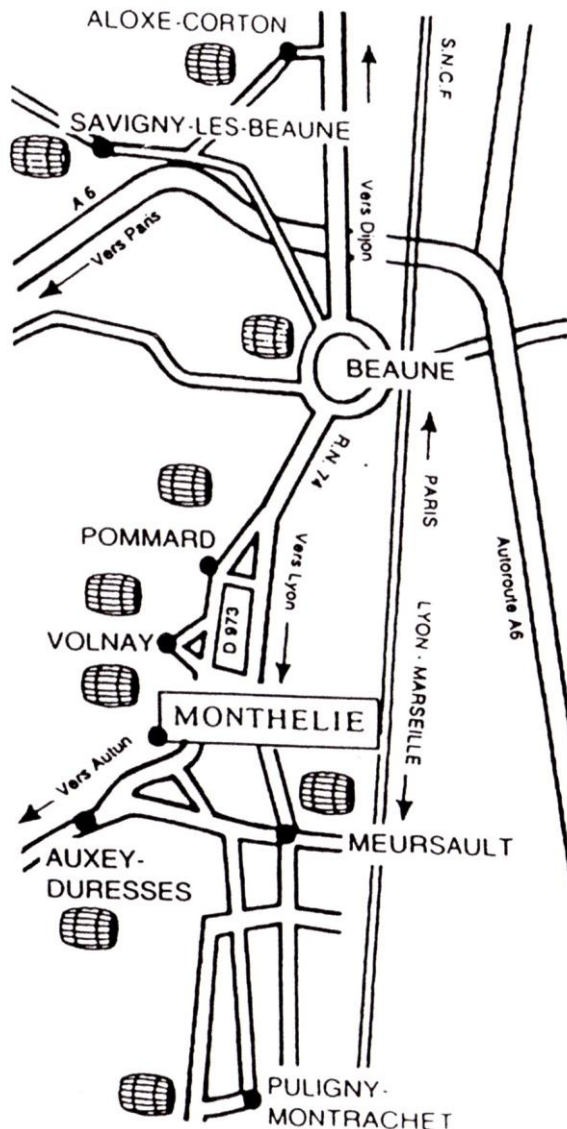 ALOXE-CORTON
S.N.C.F
SAVIGNY-LES-BEAUNE
A 6
Vers Paris
Vers Dijon
BEAUNE
R.N. 74
PARIS
POMMARD
Vers Lyon
Autoroute A6
D 973
VOLNAY
LYON - MARSEILLE
MONTHELIE
Vers Autun
MEURSAULT
AUXEY-
DURESSES
PULIGNY-
MONTRACHET